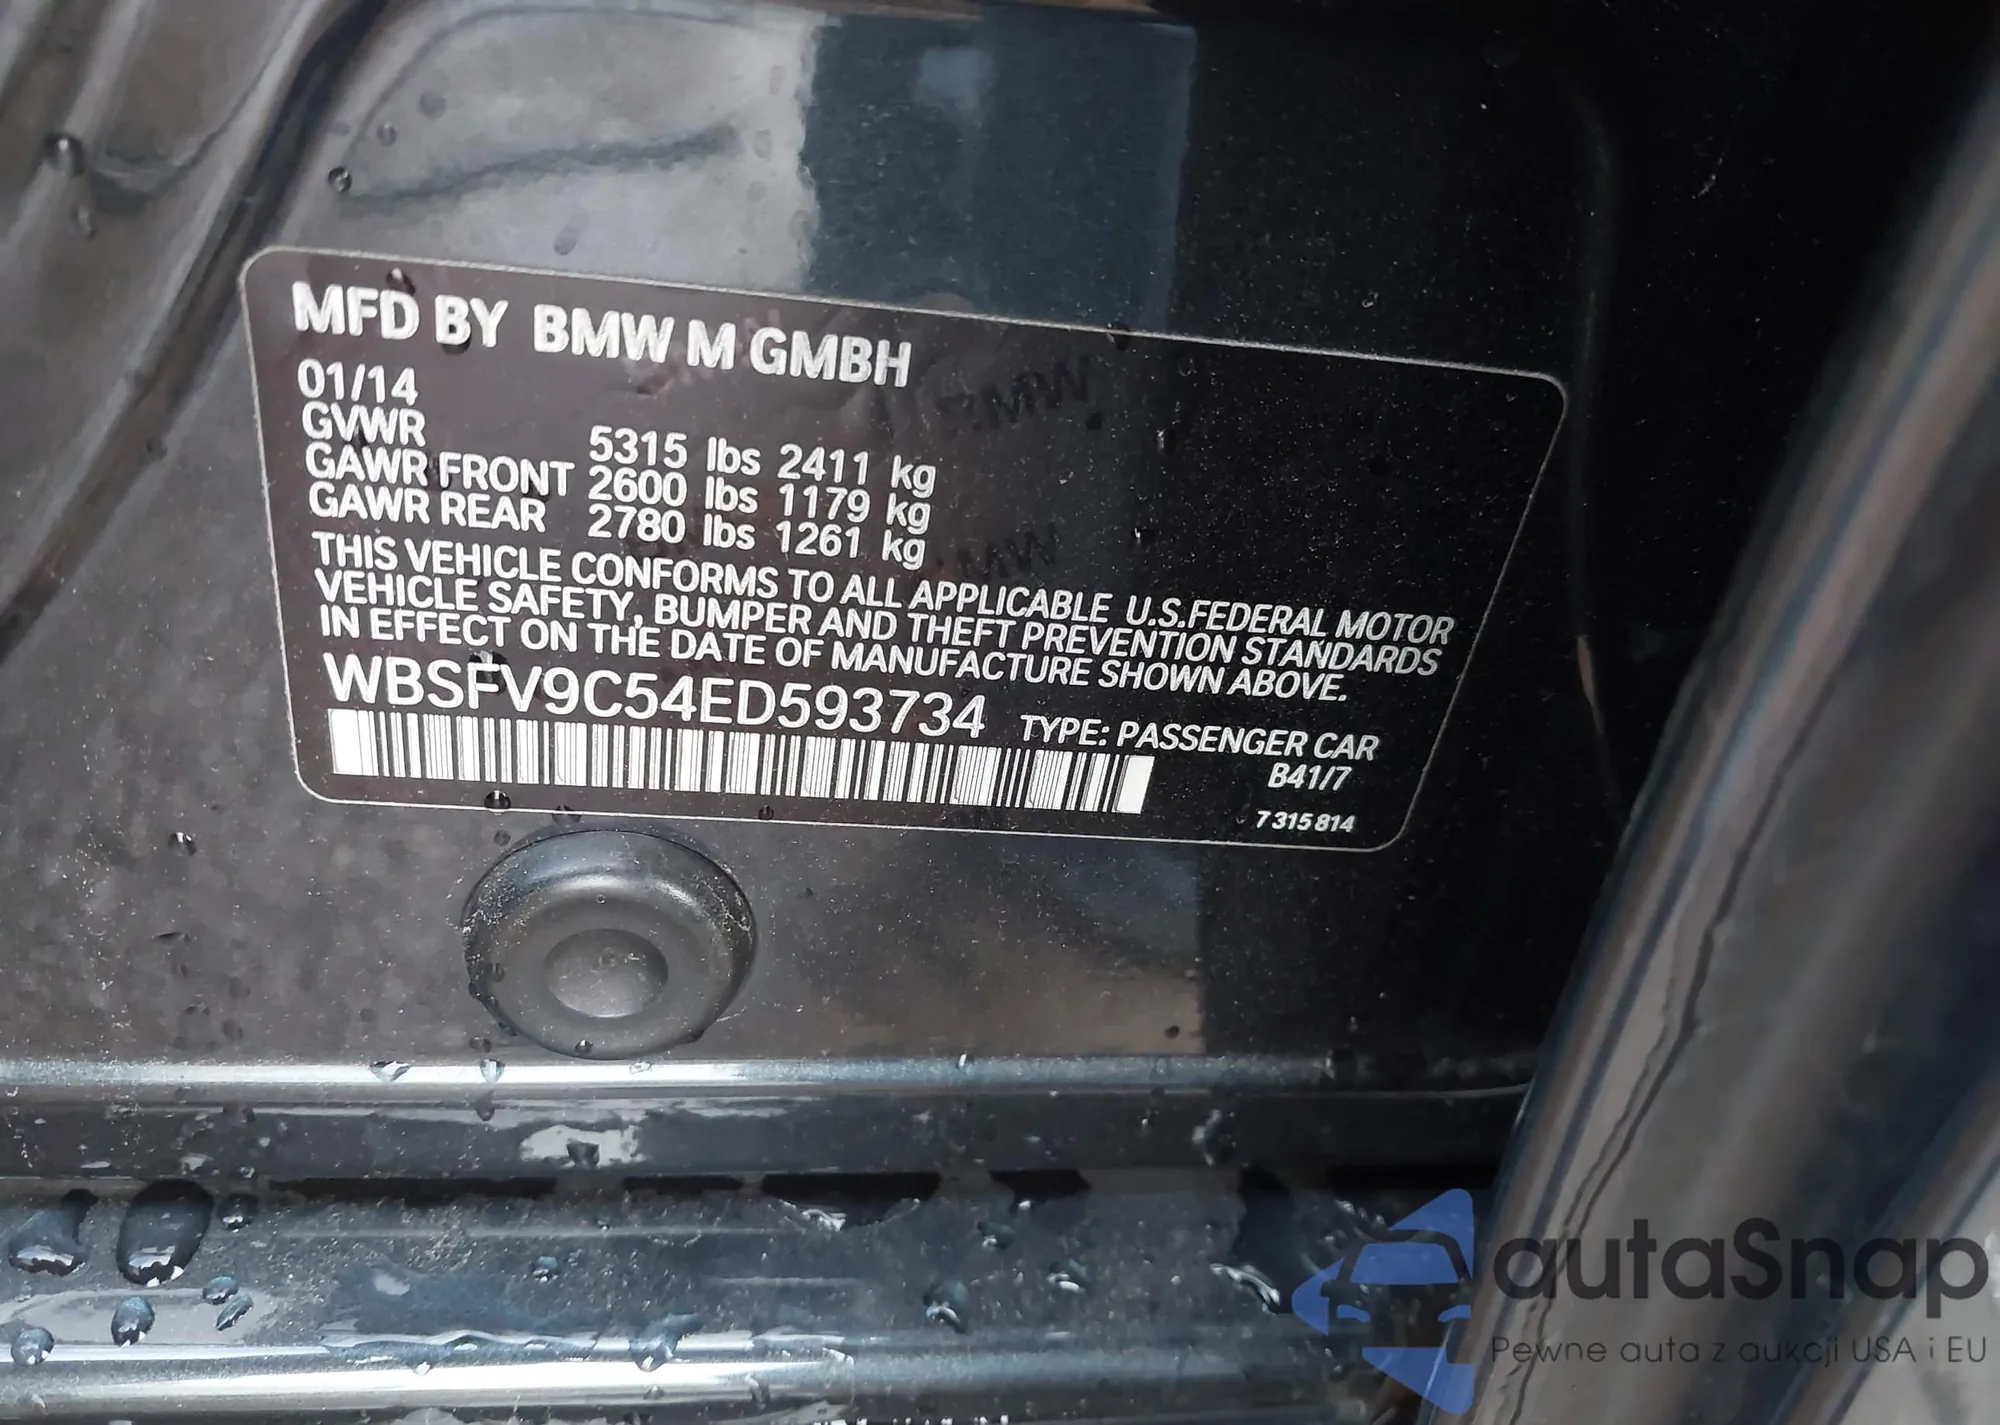 MFD BY BMW M GMBH
01/14
GVWR 5315 lbs 2411 kg
GAWR FRONT 2600 lbs 1179 kg
GAWR REAR 2780 lbs 1261 kg
THIS VEHICLE CONFORMS TO ALL APPLICABLE U.S.FEDERAL MOTOR
VEHICLE SAFETY, BUMPER AND THEFT PREVENTION STANDARDS
IN EFFECT ON THE DATE OF MANUFACTURE SHOWN ABOVE.
WBSFV9C54ED593734 TYPE: PASSENGER CAR
B41/7
7315814
autaSnap
Pewne auta z aukcji USA i EU